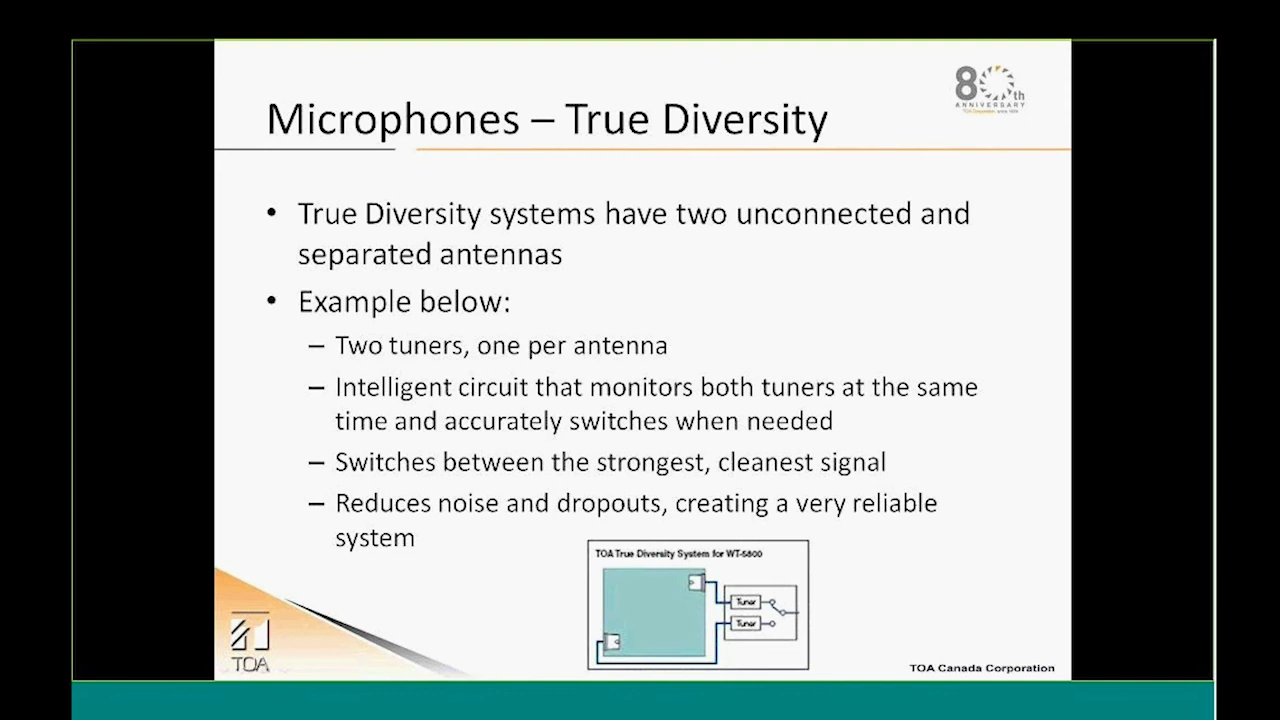 80th
ANNIVERSARY
Microphones – True Diversity
• True Diversity systems have two unconnected and
separated antennas
• Example below:
– Two tuners, one per antenna
– Intelligent circuit that monitors both tuners at the same
time and accurately switches when needed
– Switches between the strongest, cleanest signal
– Reduces noise and dropouts, creating a very reliable
system
TOA True Diversity System for WT-5800
Tuner
Tuner
TOA
TOA Canada Corporation